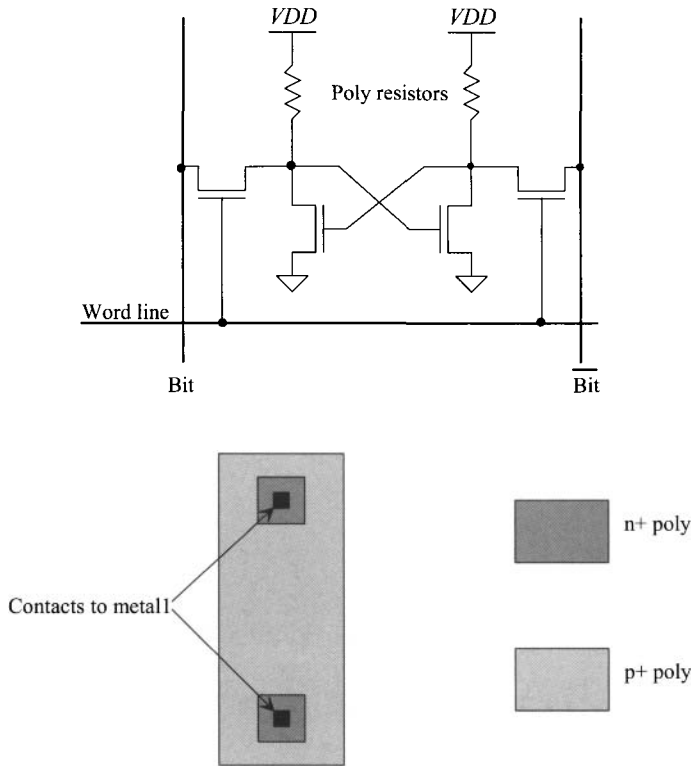 VDD
VDD
Poly resistors
Word line
Bit
Bit
n+ poly
Contacts to metal1
p+ poly